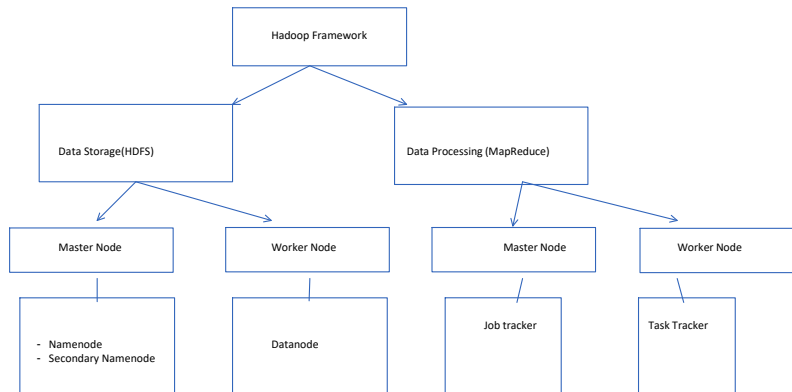 Hadoop Framework
Data Storage(HDFS)
Data Processing (MapReduce)
Master Node
Worker Node
Master Node
Worker Node
- Namenode
- Secondary Namenode
Datanode
Job tracker
Task Tracker